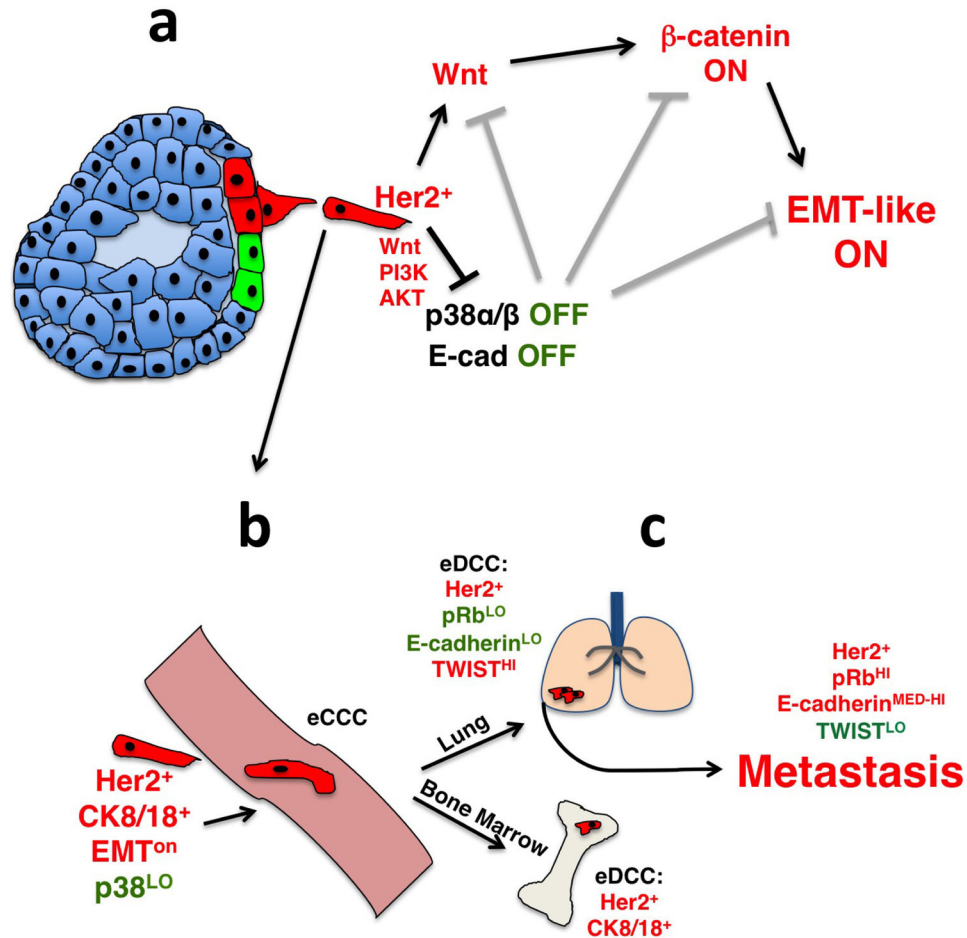 a
Wnt
β-catenin
ON
Her2⁺
Wnt
PI3K
AKT
EMT-like
ON
p38α/β OFF
E-cad OFF
b
c
eDCC:
Her2⁺
pRbᴸᴼ
E-cadherinᴸᴼ
TWISTᴴᴵ
Her2⁺
pRbᴴᴵ
E-cadherinᴹᴱᴰ⁻ᴴᴵ
TWISTᴸᴼ
Metastasis
eCCC
Lung
Bone Marrow
Her2⁺
CK8/18⁺
EMTᵒⁿ
p38ᴸᴼ
eDCC:
Her2⁺
CK8/18⁺